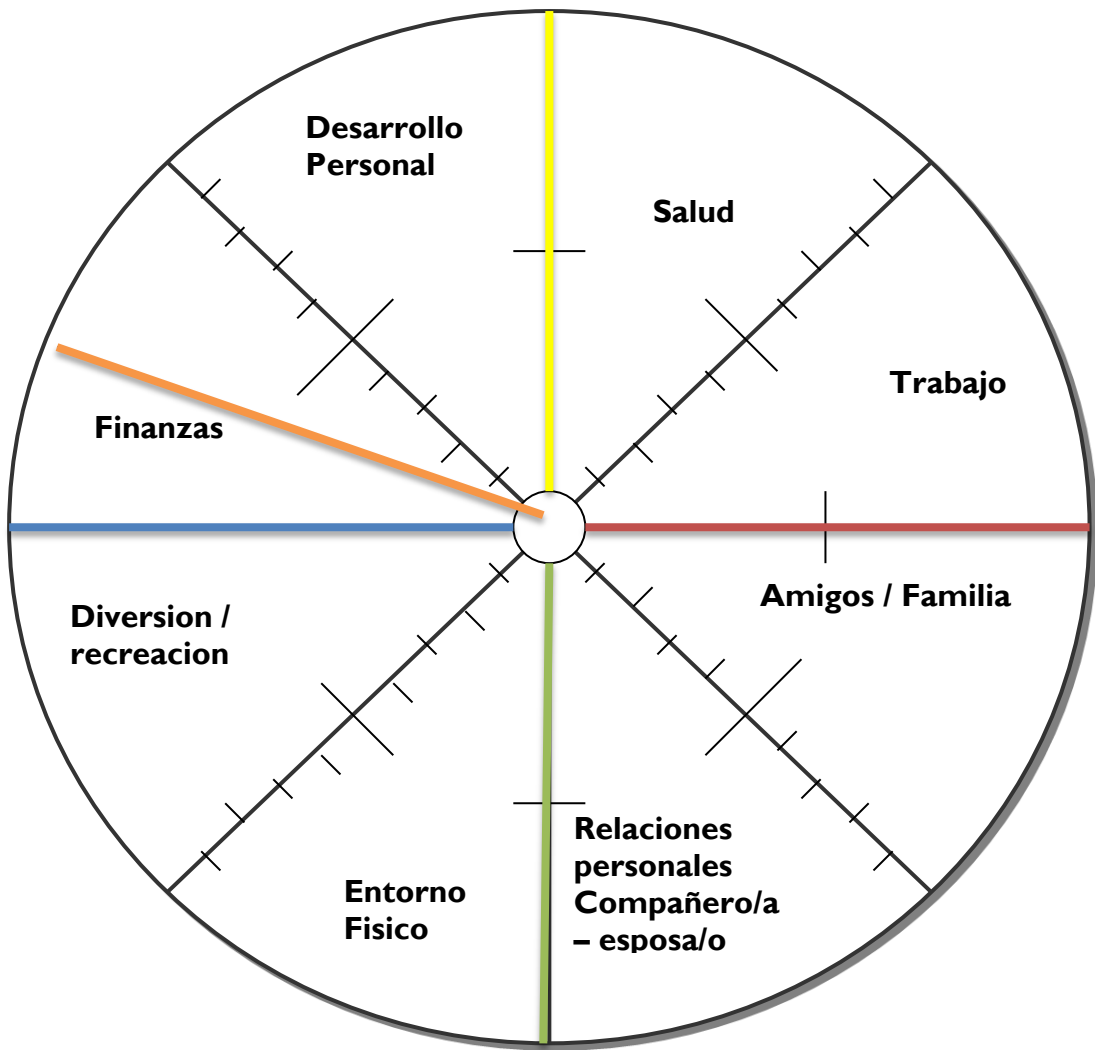 Desarrollo
Personal
Salud
Trabajo
Finanzas
Amigos / Familia
Diversion /
recreacion
Relaciones
personales
Compañero/a
– esposa/o
Entorno
Fisico